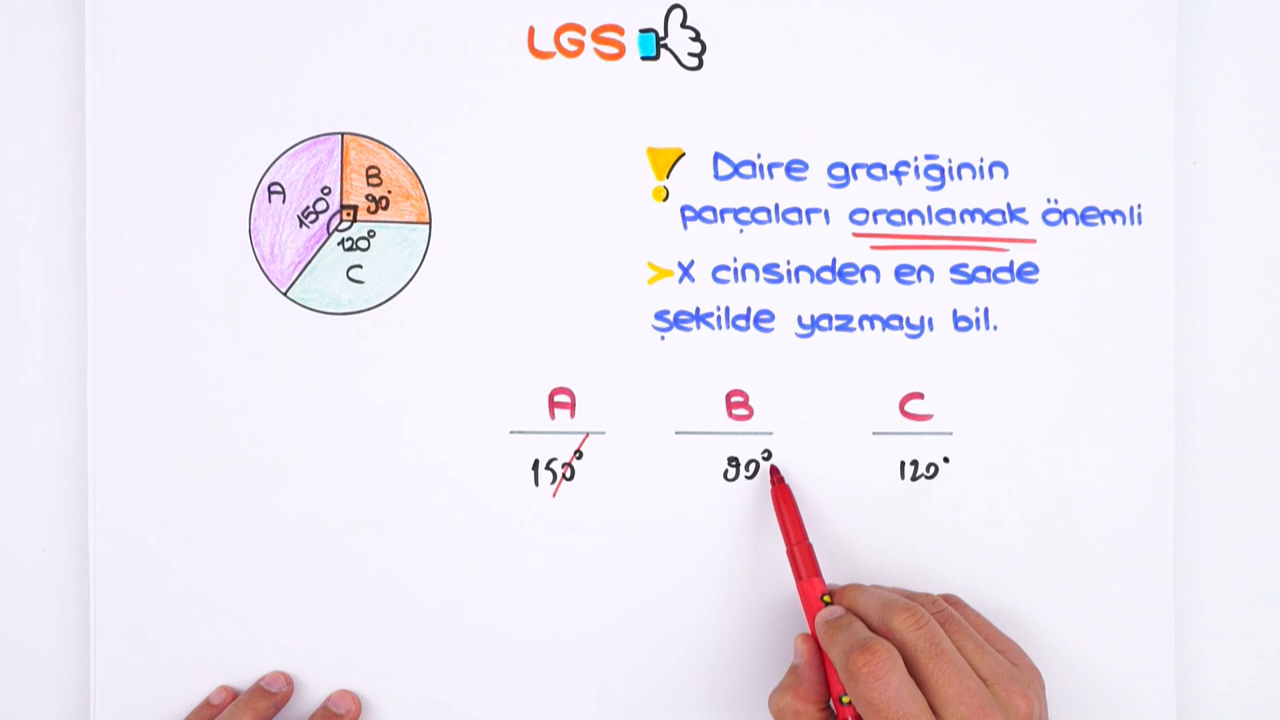 LGS
A
150°
B
90°
120°
C
! Daire grafiğinin
parçaları oranlamak önemli
> X cinsinden en sade
şekilde yazmayı bil.
A B C
150° 90° 120°